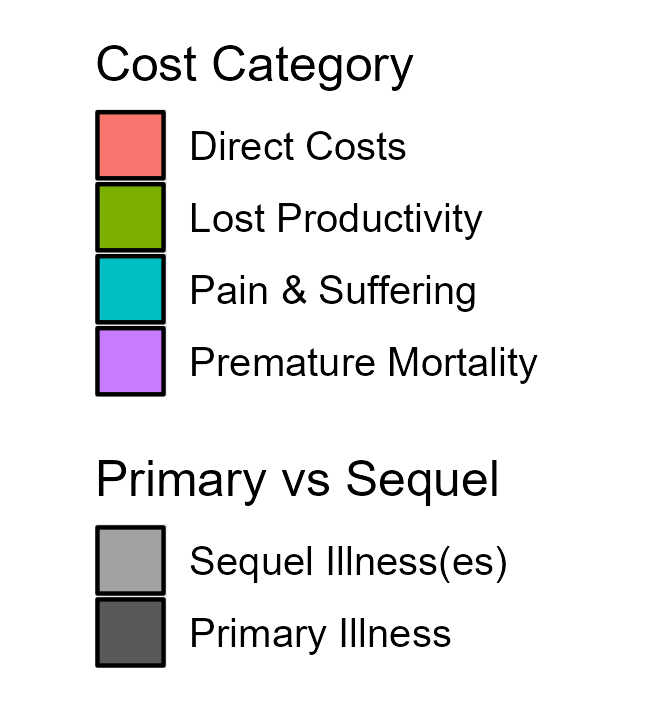 Cost Category
Direct Costs
Lost Productivity
Pain & Suffering
Premature Mortality
Primary vs Sequel
Sequel Illness(es)
Primary Illness